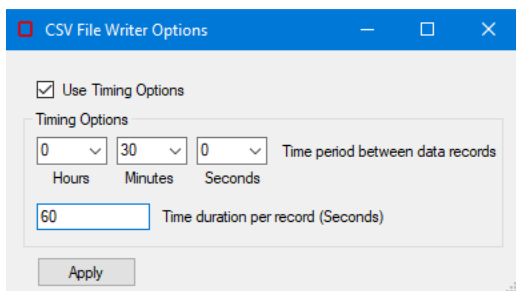 CSV File Writer Options
Use Timing Options
Timing Options
0 30 0 Time period between data records
Hours Minutes Seconds
60 Time duration per record (Seconds)
Apply